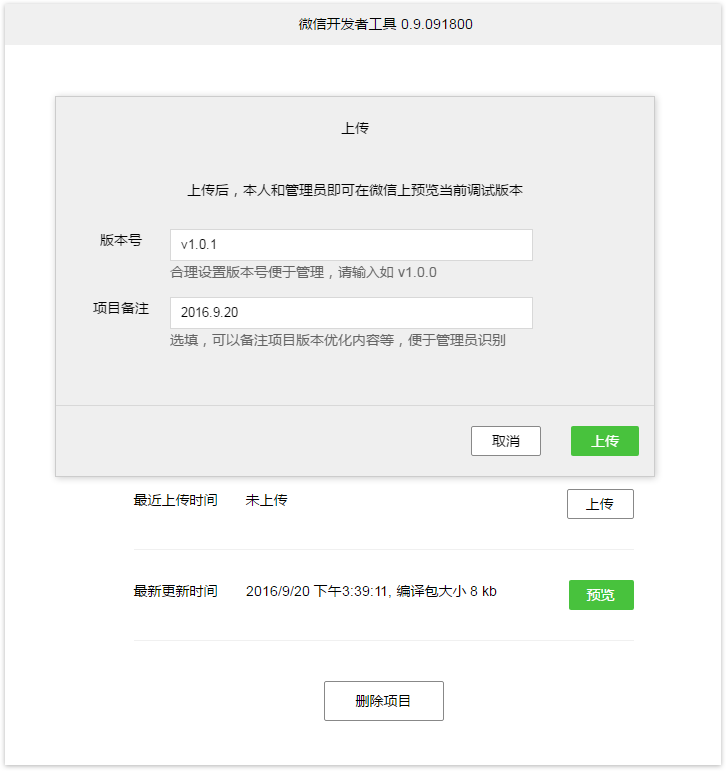 微信开发者工具 0.9.091800
上传
上传后，本人和管理员即可在微信上预览当前调试版本
版本号 v1.0.1
合理设置版本号便于管理，请输入如 v1.0.0
项目备注 2016.9.20
选填，可以备注项目版本优化内容等，便于管理员识别
取消 上传
最近上传时间 未上传 上传
最新更新时间 2016/9/20 下午3:39:11, 编译包大小 8 kb 预览
删除项目